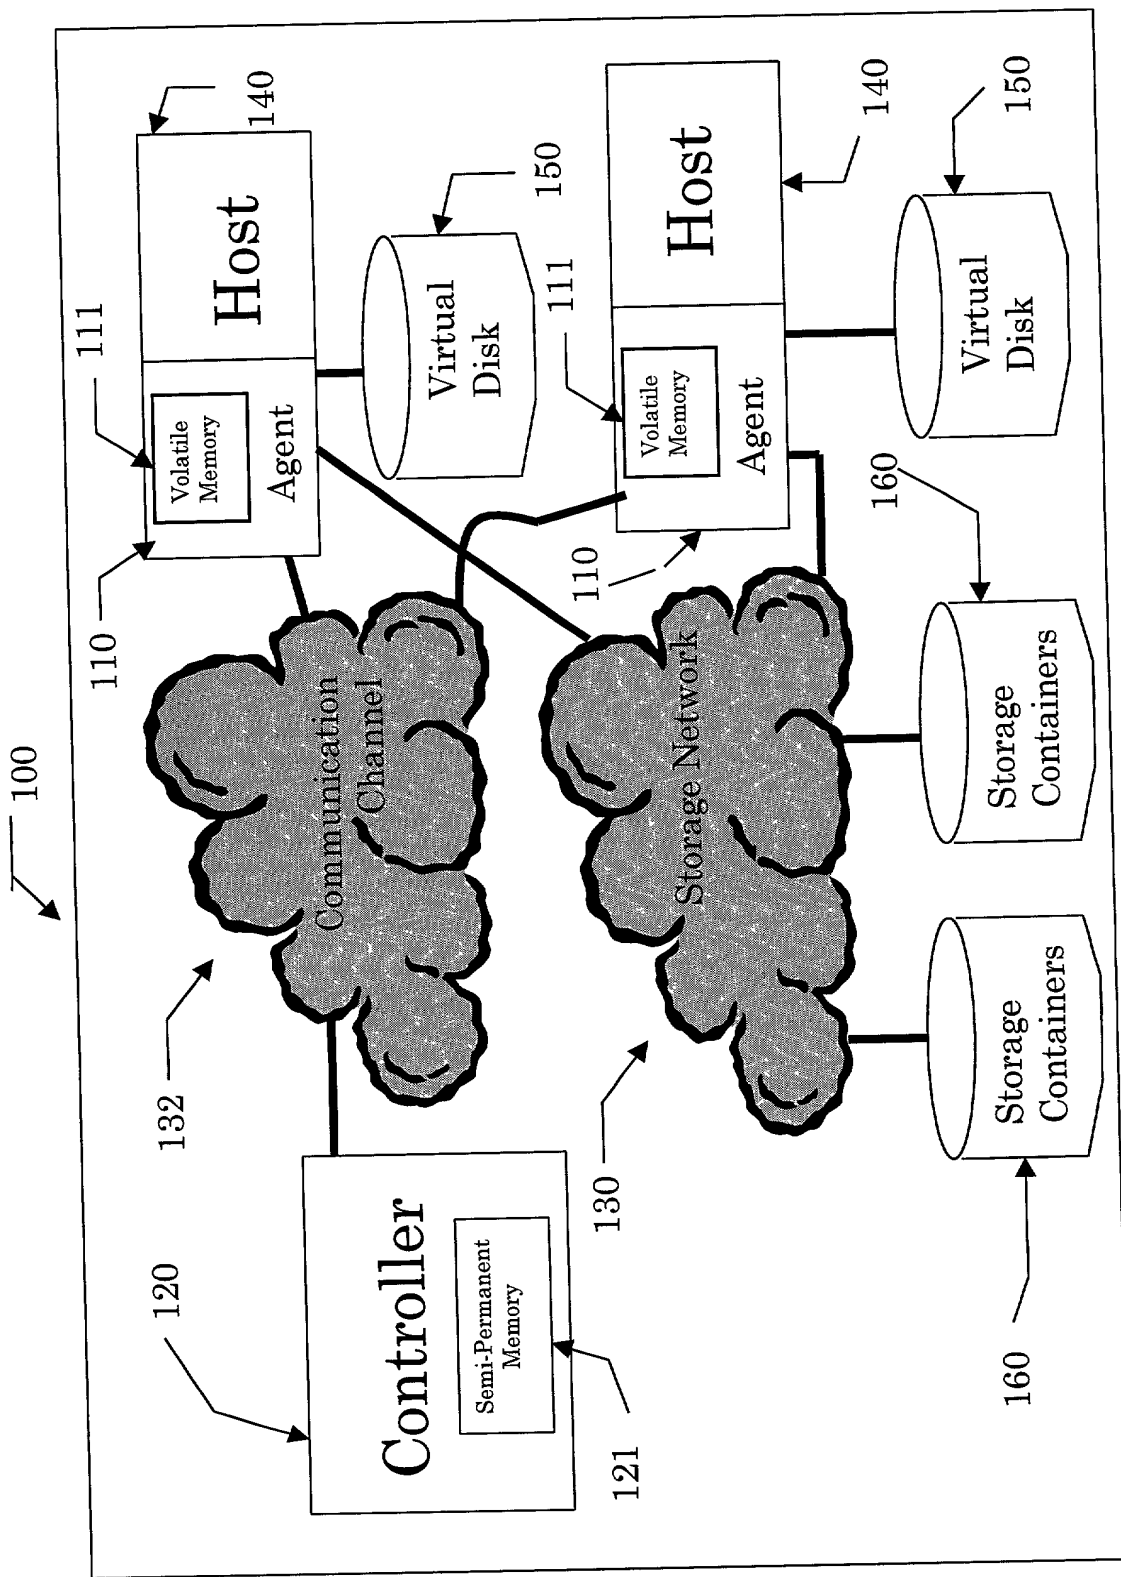 100
120
Controller
Semi-Permanent
Memory
121
132
Communication
Channel
130
Storage Network
110
111
Volatile
Memory
Agent
Host
140
150
Virtual
Disk
110
111
Volatile
Memory
Agent
Host
140
150
Virtual
Disk
160
Storage
Containers
160
Storage
Containers